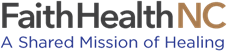 FaithHealthNC
A Shared Mission of Healing